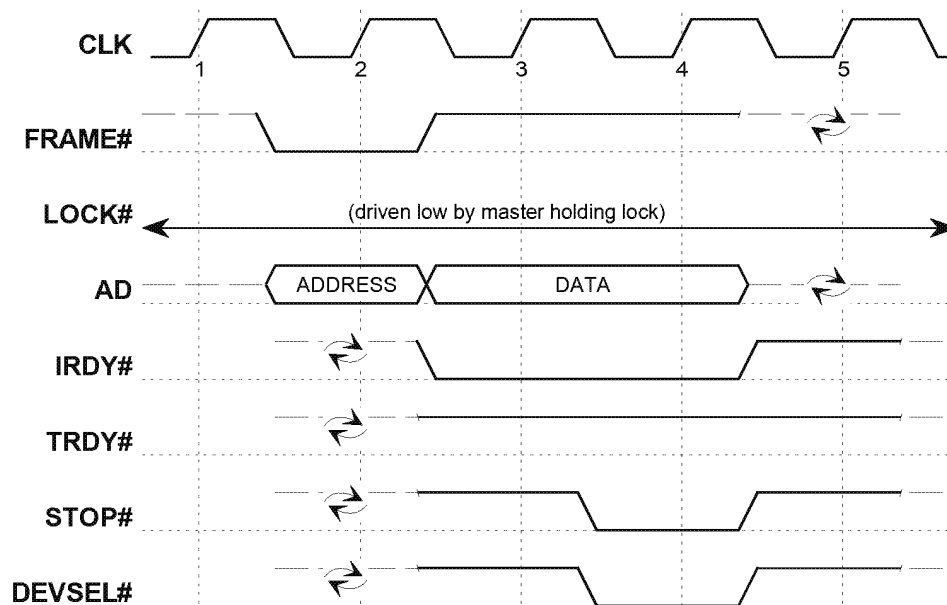 CLK
1 2 3 4 5
FRAME#
LOCK#
(driven low by master holding lock)
AD
ADDRESS
DATA
IRDY#
TRDY#
STOP#
DEVSEL#